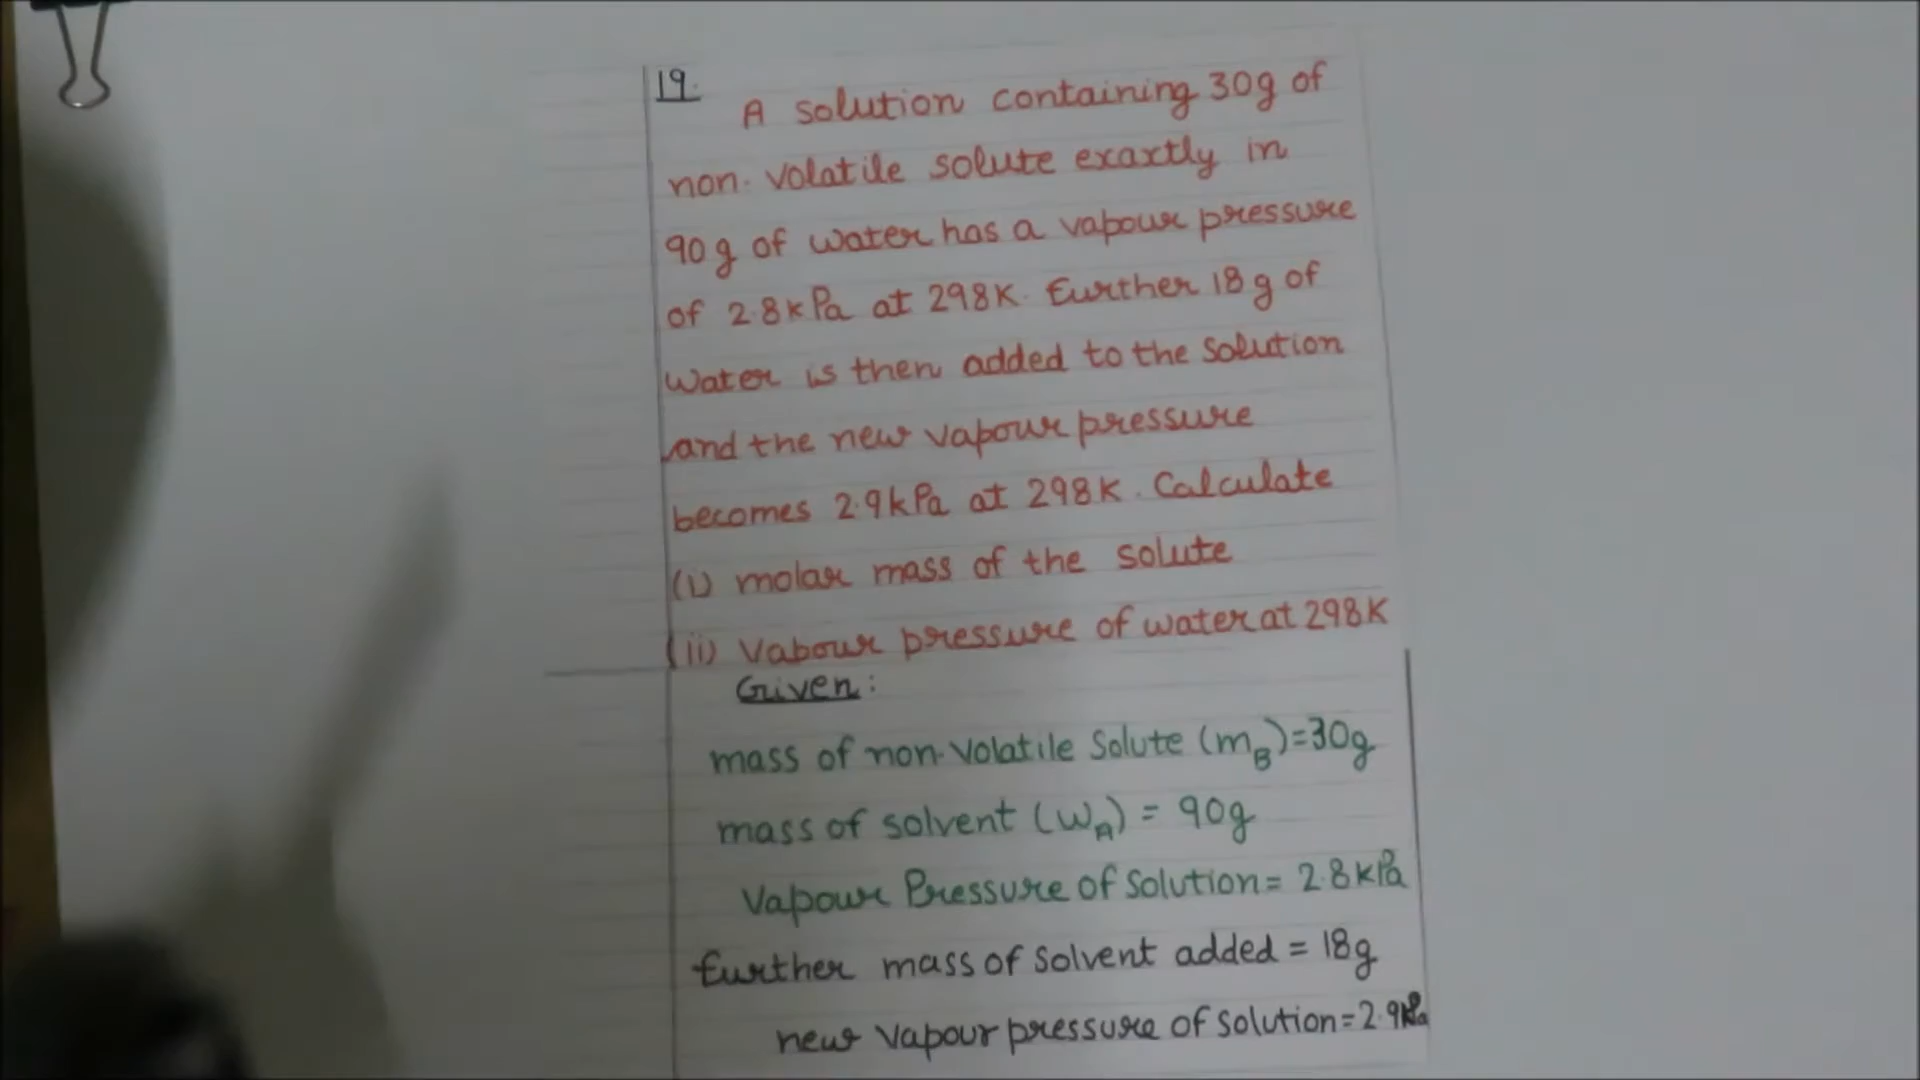 19.
A solution containing 30g of
non-volatile solute exaxtly in
90g of water has a vapour pressure
of 2.8kPa at 298K. Further 18g of
Water is then added to the solution
and the new vapour pressure
becomes 2.9kPa at 298K. Calculate
(i) molar mass of the solute
(ii) Vabour pressure of water at 298K
Given:
mass of non-volatile Solute (mB)=30g
mass of solvent (WA) = 90g
Vapour Pressure of Solution= 2.8kPa
further mass of solvent added = 18g
new vapour pressure of solution=2.9kPa